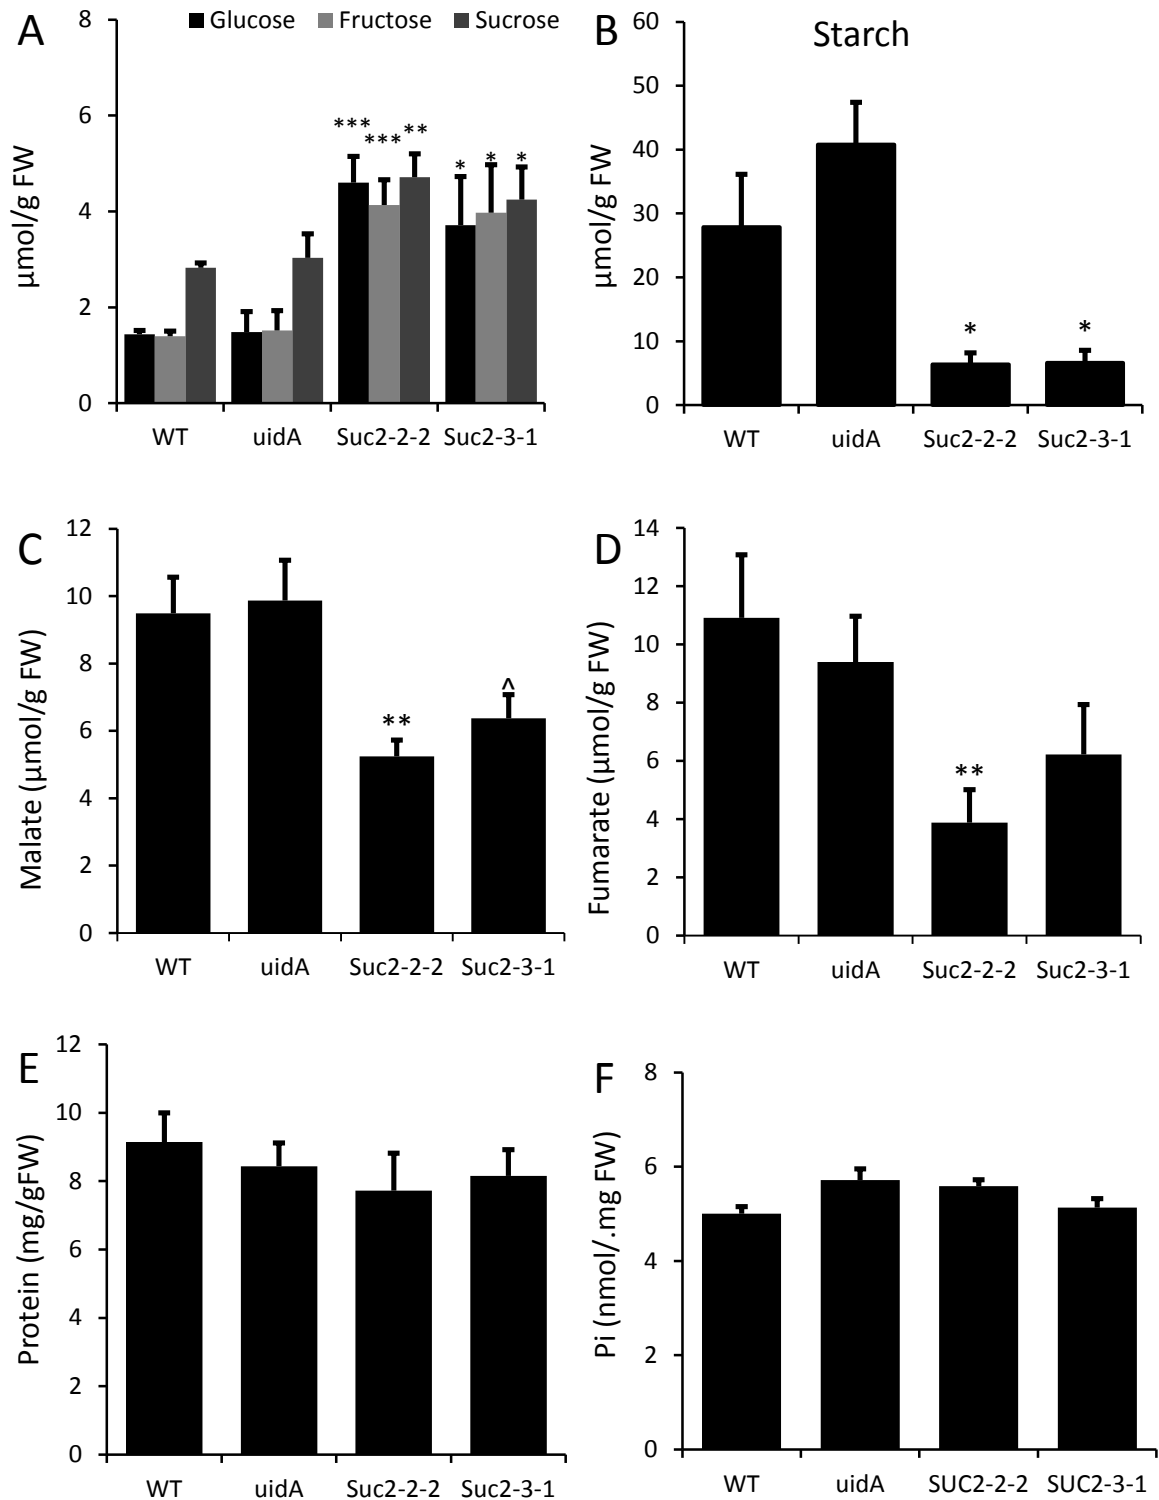 A
Glucose Fructose Sucrose
µmol/g FW
8
6
4
2
0
*** *** ** * * *
WT uidA Suc2-2-2 Suc2-3-1
B
Starch
µmol/g FW
60
50
40
30
20
10
0
* *
WT uidA Suc2-2-2 Suc2-3-1
C
Malate (µmol/g FW)
12
10
8
6
4
2
0
** ^
WT uidA Suc2-2-2 Suc2-3-1
D
Fumarate (µmol/g FW)
14
12
10
8
6
4
2
0
**
WT uidA Suc2-2-2 Suc2-3-1
E
Protein (mg/gFW)
12
10
8
6
4
2
0
WT uidA Suc2-2-2 Suc2-3-1
F
Pi (nmol/.mg FW)
8
6
4
2
0
WT uidA SUC2-2-2 SUC2-3-1